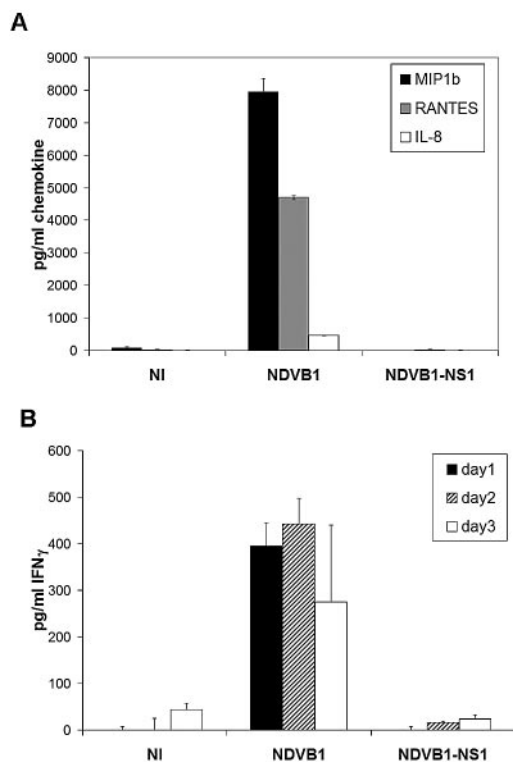 A
pg/ml chemokine
9000
8000
7000
6000
5000
4000
3000
2000
1000
0
MIP1b
RANTES
IL-8
NI NDVB1 NDVB1-NS1
B
pg/ml IFNγ
600
500
400
300
200
100
0
day1
day2
day3
NI NDVB1 NDVB1-NS1